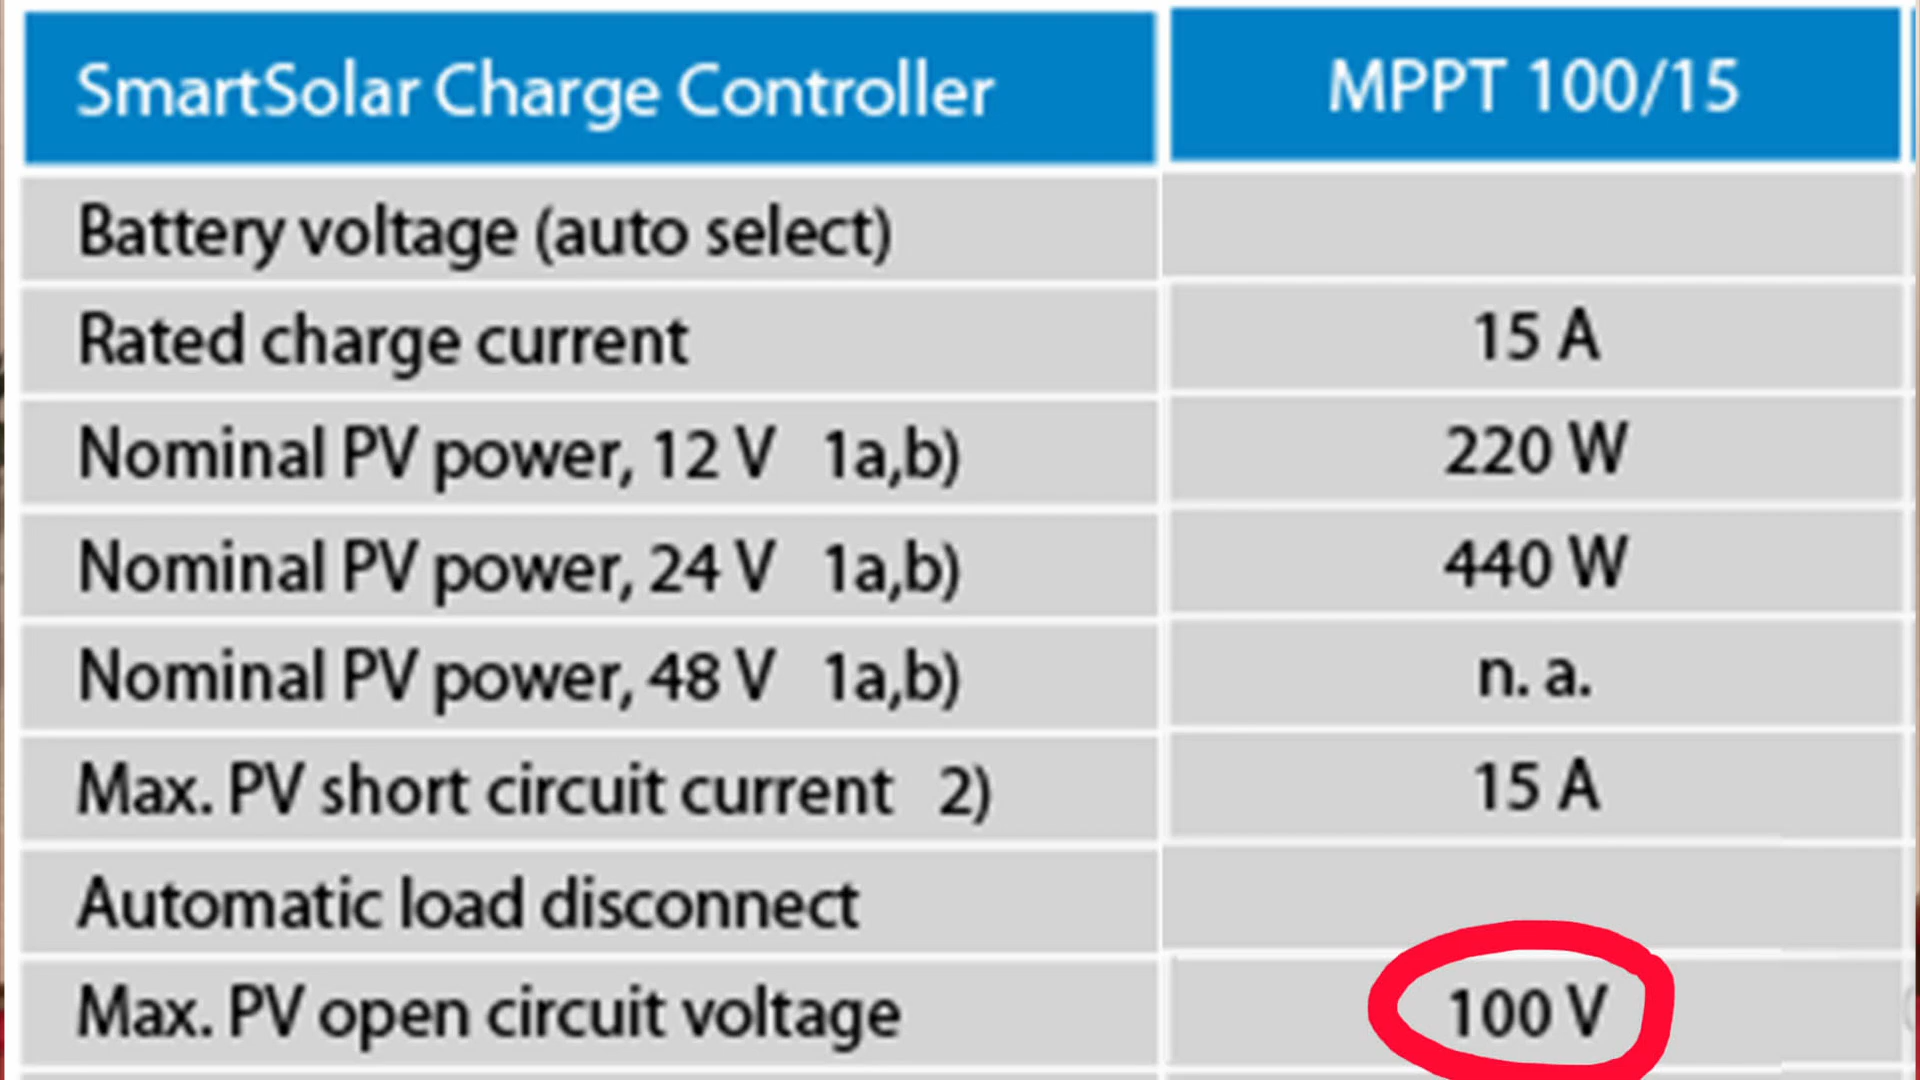 SmartSolar Charge Controller MPPT 100/15
Battery voltage (auto select)
Rated charge current 15 A
Nominal PV power, 12 V 1a,b) 220 W
Nominal PV power, 24 V 1a,b) 440 W
Nominal PV power, 48 V 1a,b) n. a.
Max. PV short circuit current 2) 15 A
Automatic load disconnect
Max. PV open circuit voltage 100 V